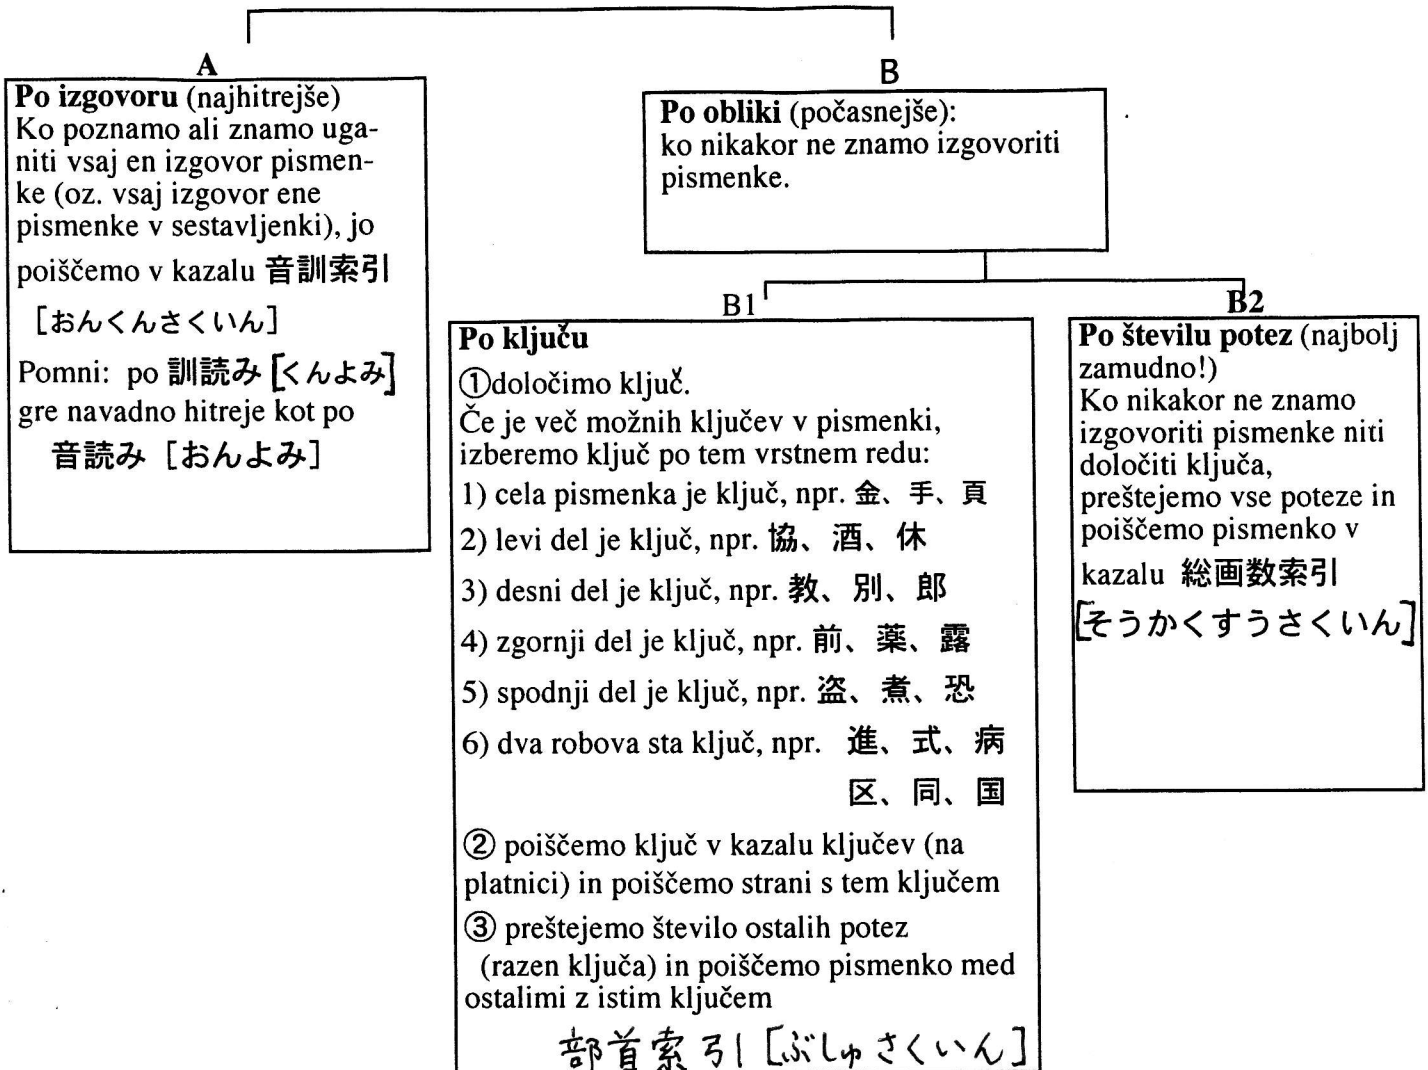 A
Po izgovoru (najhitrejše)
Ko poznamo ali znamo uga-
niti vsaj en izgovor pismen-
ke (oz. vsaj izgovor ene
pismenke v sestavljenki), jo
poiščemo v kazalu 音訓索引
[おんくんさくいん]
Pomni: po 訓読み [くんよみ]
gre navadno hitreje kot po
音読み [おんよみ]
B
Po obliki (počasnejše):
ko nikakor ne znamo izgovoriti
pismenke.
B1
Po ključu
①določimo ključ.
Če je več možnih ključev v pismenki,
izberemo ključ po tem vrstnem redu:
1) cela pismenka je ključ, npr. 金、手、頁
2) levi del je ključ, npr. 協、酒、休
3) desni del je ključ, npr. 教、別、郎
4) zgornji del je ključ, npr. 前、薬、露
5) spodnji del je ključ, npr. 盗、煮、恐
6) dva robova sta ključ, npr. 進、式、病
区、同、国
② poiščemo ključ v kazalu ključev (na
platnici) in poiščemo strani s tem ključem
③ preštejemo število ostalih potez
(razen ključa) in poiščemo pismenko med
ostalimi z istim ključem
部首索引 [ぶしゅさくいん]
B2
Po številu potez (najbolj
zamudno!)
Ko nikakor ne znamo
izgovoriti pismenke niti
določiti ključa,
preštejemo vse poteze in
poiščemo pismenko v
kazalu 総画数索引
[そうかくすうさくいん]